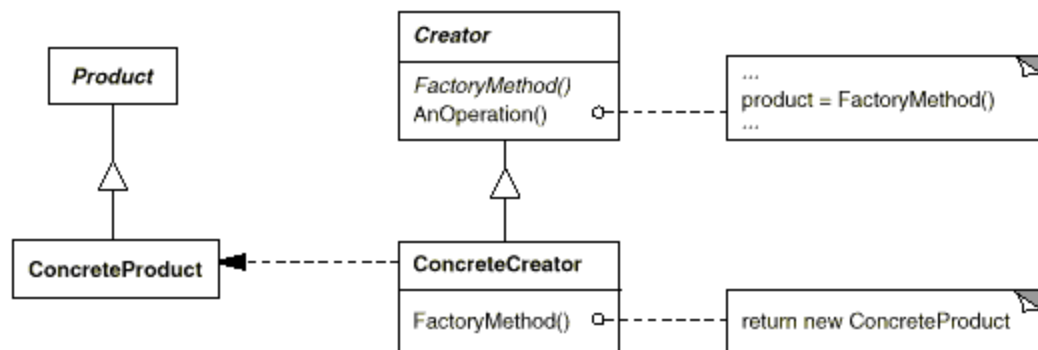 Product
ConcreteProduct
Creator
FactoryMethod()
AnOperation()
...
product = FactoryMethod()
...
ConcreteCreator
FactoryMethod()
return new ConcreteProduct